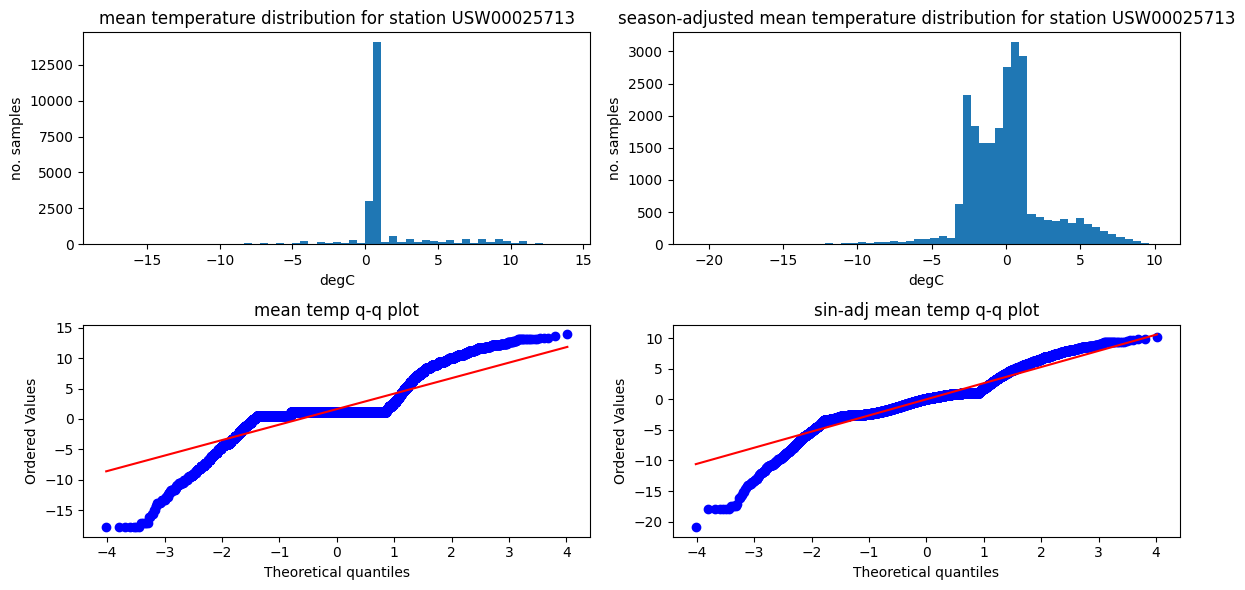 mean temperature distribution for station USW00025713
12500
10000
7500
5000
2500
0
no. samples
−15 −10 −5 0 5 10 15
degC
season-adjusted mean temperature distribution for station USW00025713
3000
2500
2000
1500
1000
500
0
no. samples
−20 −15 −10 −5 0 5 10
degC
mean temp q-q plot
15
10
5
0
−5
−10
−15
Ordered Values
−4 −3 −2 −1 0 1 2 3 4
Theoretical quantiles
sin-adj mean temp q-q plot
10
5
0
−5
−10
−15
−20
Ordered Values
−4 −3 −2 −1 0 1 2 3 4
Theoretical quantiles